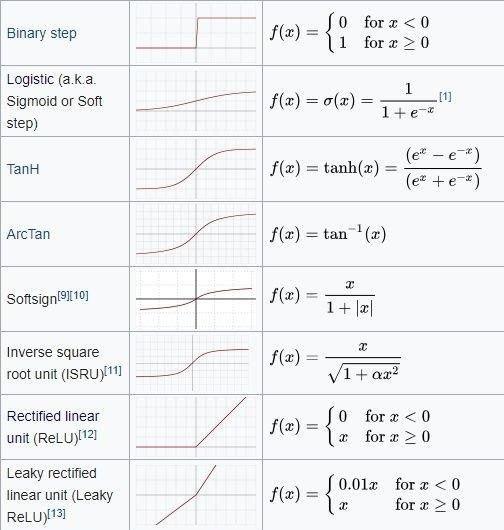 Binary step
f(x) = { 0 for x < 0
1 for x ≥ 0
Logistic (a.k.a.
Sigmoid or Soft
step)
f(x) = σ(x) = 1 / (1 + e^−x) [1]
TanH
f(x) = tanh(x) = (e^x − e^−x) / (e^x + e^−x)
ArcTan
f(x) = tan^−1(x)
Softsign[9][10]
f(x) = x / (1 + |x|)
Inverse square
root unit (ISRU)[11]
f(x) = x / √(1 + αx^2)
Rectified linear
unit (ReLU)[12]
f(x) = { 0 for x < 0
x for x ≥ 0
Leaky rectified
linear unit (Leaky
ReLU)[13]
f(x) = { 0.01x for x < 0
x for x ≥ 0